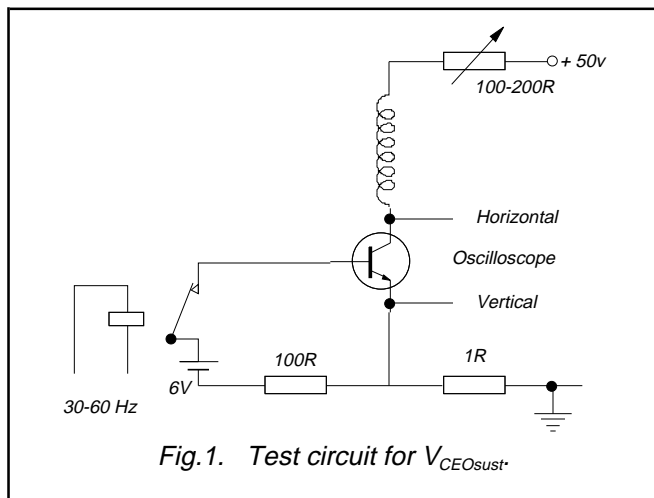 + 50v
100-200R
Horizontal
Oscilloscope
Vertical
100R
1R
6V
30-60 Hz
Fig.1. Test circuit for VCEOsust.